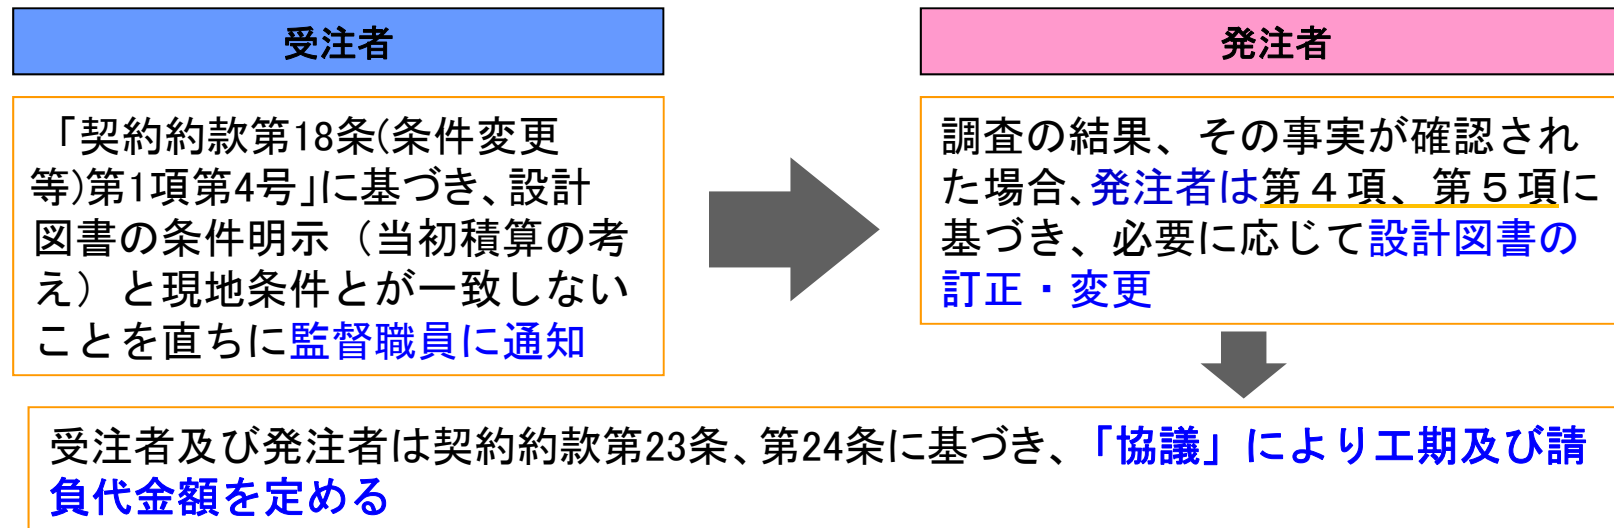 受注者
「契約約款第18条(条件変更
等)第1項第4号」に基づき、設計
図書の条件明示（当初積算の考
え）と現地条件とが一致しない
ことを直ちに監督職員に通知
発注者
調査の結果、その事実が確認され
た場合、発注者は第４項、第５項に
基づき、必要に応じて設計図書の
訂正・変更
受注者及び発注者は契約約款第23条、第24条に基づき、「協議」により工期及び請
負代金額を定める